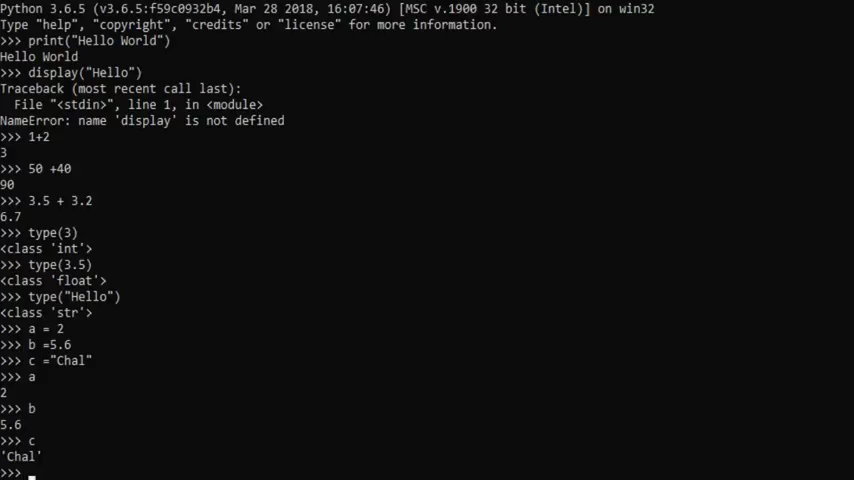 Python 3.6.5 (v3.6.5:f59c0932b4, Mar 28 2018, 16:07:46) [MSC v.1900 32 bit (Intel)] on win32
Type "help", "copyright", "credits" or "license" for more information.
>>> print("Hello World")
Hello World
>>> display("Hello")
Traceback (most recent call last):
  File "<stdin>", line 1, in <module>
NameError: name 'display' is not defined
>>> 1+2
3
>>> 50 +40
90
>>> 3.5 + 3.2
6.7
>>> type(3)
<class 'int'>
>>> type(3.5)
<class 'float'>
>>> type("Hello")
<class 'str'>
>>> a = 2
>>> b =5.6
>>> c ="Chal"
>>> a
2
>>> b
5.6
>>> c
'Chal'
>>>